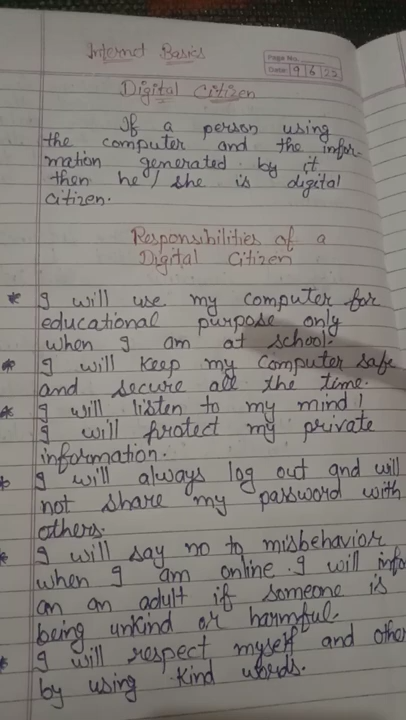 Internet Basics
Page No.
Date: 9 6 22
Digital Citizen
If a person using
the computer and the infor-
mation generated by it
then he / she is digital
citizen.
Responsibilities of a
Digital Citizen
* I will use my computer for
educational purpose only
when I am at school.
* I will keep my computer safe
and secure all the time.
* I will listen to my mind!
I will protect my private
information.
* I will always log out and will
not share my password with
others.
* I will say no to misbehavior
when I am online. I will info
an an adult if someone is
being unkind or harmful.
* I will respect myself and other
by using kind words.